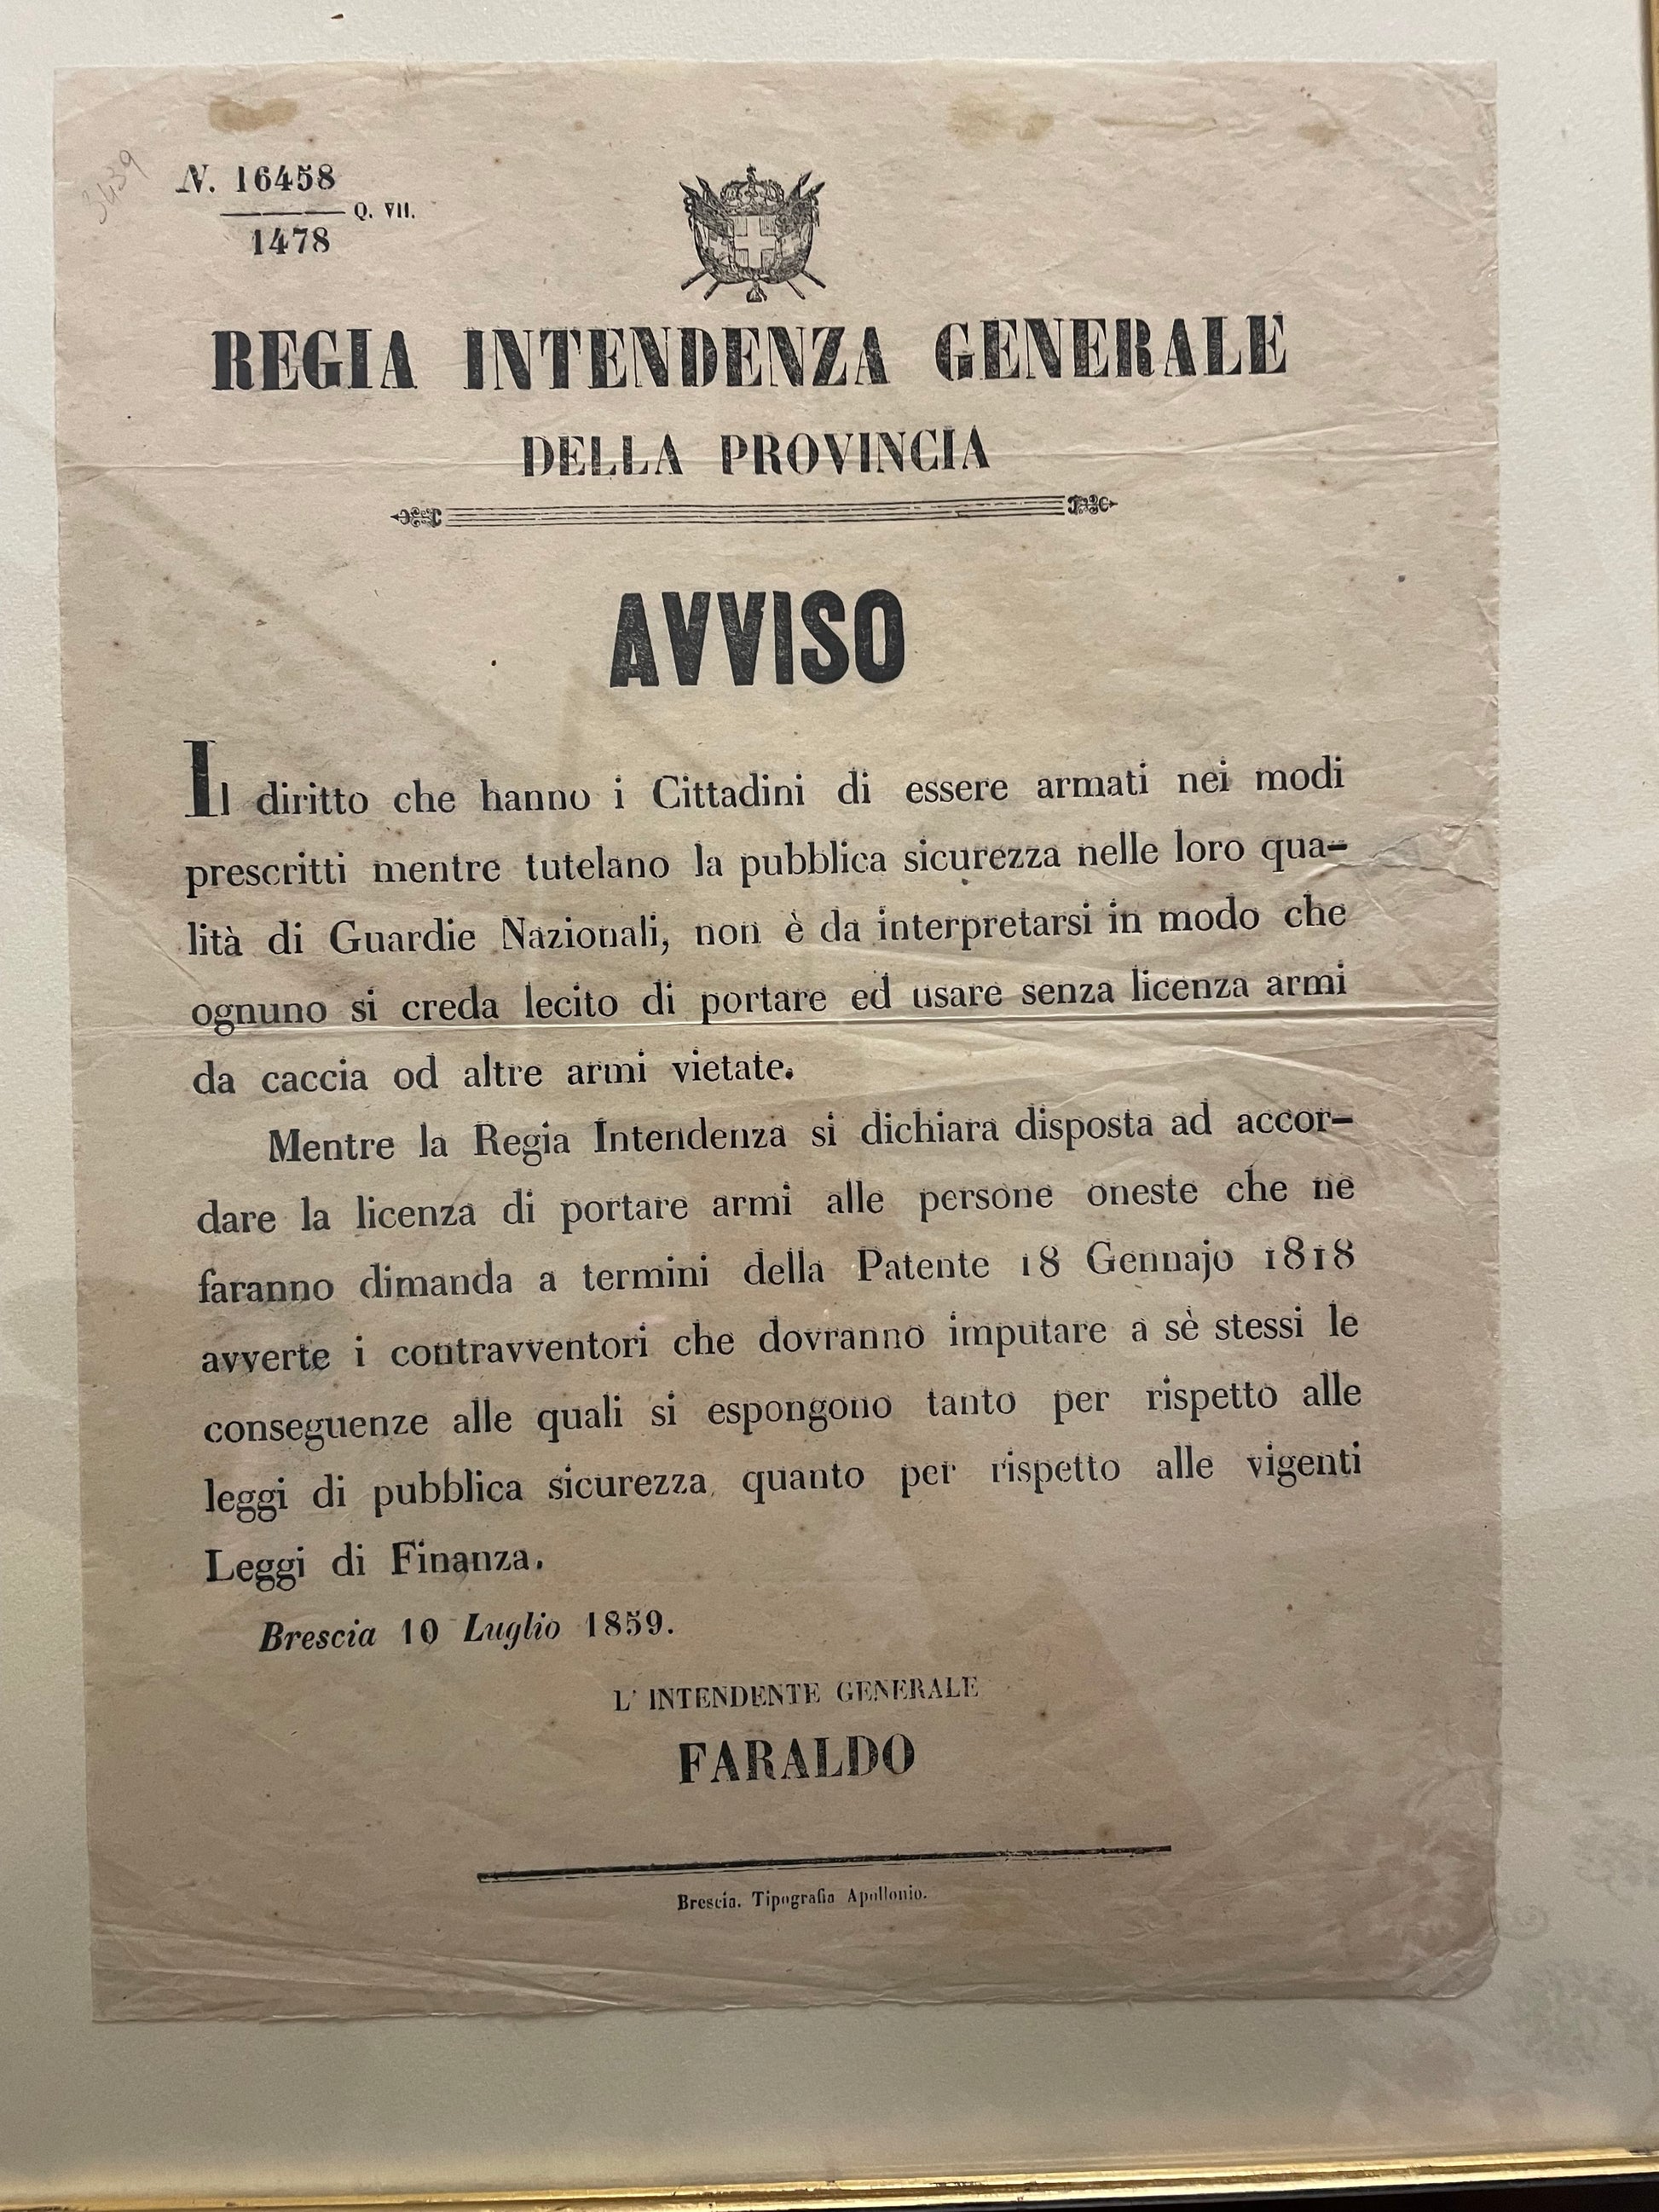 3439
N. 16458
Q. VII.
1478
REGIA INTENDENZA GENERALE
DELLA PROVINCIA
AVVISO
Il diritto che hanno i Cittadini di essere armati nei modi
prescritti mentre tutelano la pubblica sicurezza nelle loro qua-
lità di Guardie Nazionali, non è da interpretarsi in modo che
ognuno si creda lecito di portare ed usare senza licenza armi
da caccia od altre armi vietate.
Mentre la Regia Intendenza si dichiara disposta ad accor-
dare la licenza di portare armi alle persone oneste che ne
faranno dimanda a termini della Patente 18 Gennajo 1818
avverte i contravventori che dovranno imputare a sè stessi le
conseguenze alle quali si espongono tanto per rispetto alle
leggi di pubblica sicurezza quanto per rispetto alle vigenti
Leggi di Finanza.
Brescia 10 Luglio 1859.
L' INTENDENTE GENERALE
FARALDO
Brescia. Tipografia Apollonio.